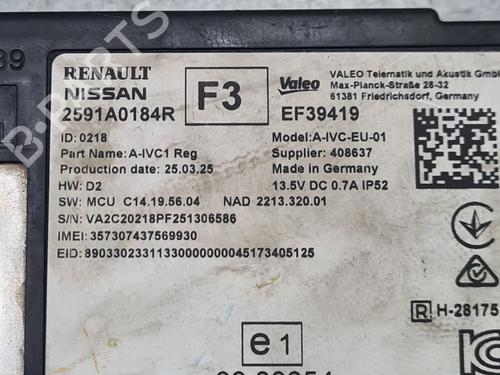 39
RENAULT
NISSAN
2591A0184R
F3
Valeo
EF39419
VALEO Telematik und Akustik GmbH
Max-Planck-Straße 28-32
61381 Friedrichsdorf, Germany
ID: 0218
Part Name: A-IVC1 Reg
Production date: 25.03.25
HW: D2
Model:A-IVC-EU-01
Supplier: 408637
Made in Germany
13.5V DC 0.7A IP52
SW: MCU C14.19.56.04 NAD 2213.320.01
S/N: VA2C20218PF251306586
IMEI: 357307437569930
EID: 89033023311330000000045173405125
R H-28175
e1